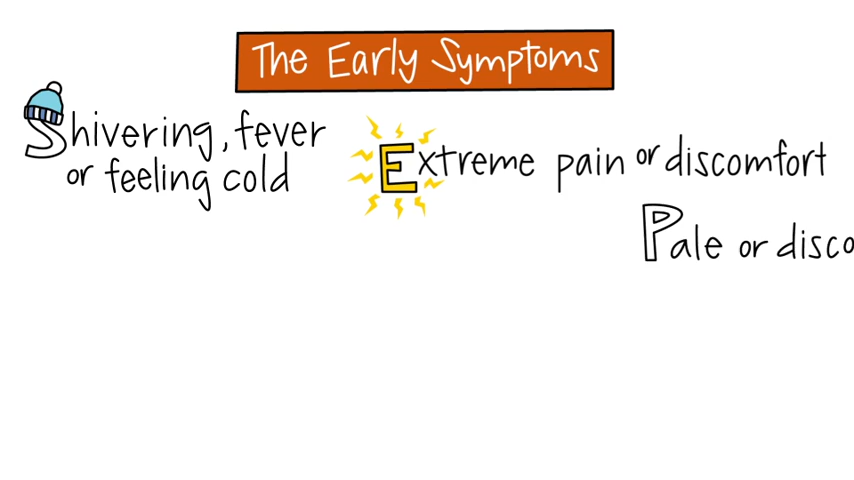 The Early Symptoms
Shivering, fever
or feeling cold
Extreme pain or discomfort
Pale or disco